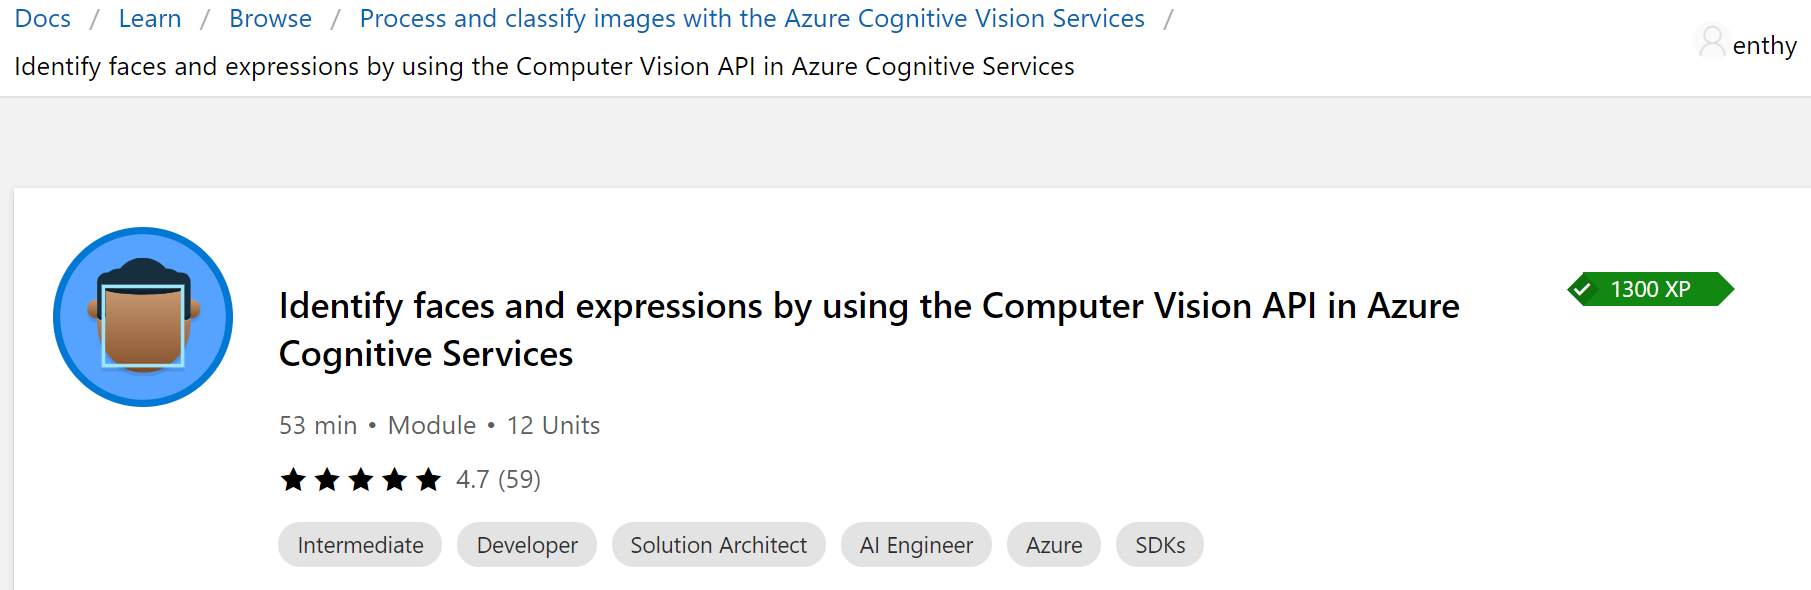 Docs / Learn / Browse / Process and classify images with the Azure Cognitive Vision Services /
Identify faces and expressions by using the Computer Vision API in Azure Cognitive Services
enthy
Identify faces and expressions by using the Computer Vision API in Azure
Cognitive Services
1300 XP
53 min • Module • 12 Units
4.7 (59)
Intermediate Developer Solution Architect AI Engineer Azure SDKs